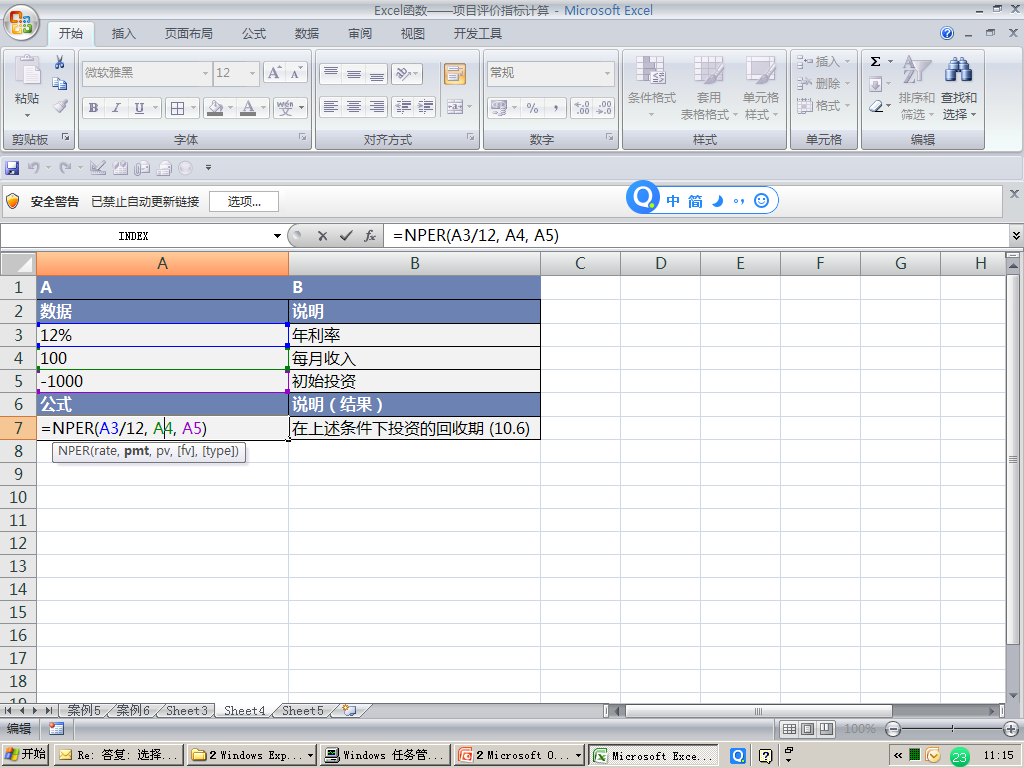 Excel函数——项目评价指标计算 - Microsoft Excel
开始 插入 页面布局 公式 数据 审阅 视图 开发工具
微软雅黑 12
常规
粘贴
B I U
wén 变
% ,
条件格式
套用
表格格式
单元格
样式
插入
删除
格式
Σ
排序和
筛选
查找和
选择
剪贴板 字体 对齐方式 数字 样式 单元格 编辑
安全警告 已禁止自动更新链接 选项...
中 简
INDEX fx =NPER(A3/12, A4, A5)
A B C D E F G H
1 A B
2 数据 说明
3 12% 年利率
4 100 每月收入
5 -1000 初始投资
6 公式 说明（结果）
7 =NPER(A3/12, A4, A5) 在上述条件下投资的回收期 (10.6)
8 NPER(rate, pmt, pv, [fv], [type])
9
10
11
12
13
14
15
16
17
18
19
案例5 案例6 Sheet3 Sheet4 Sheet5
编辑 100%
开始 Re: 答复: 选择... 2 Windows Exp... Windows 任务管... 2 Microsoft O... Microsoft Exce... 23 11:15